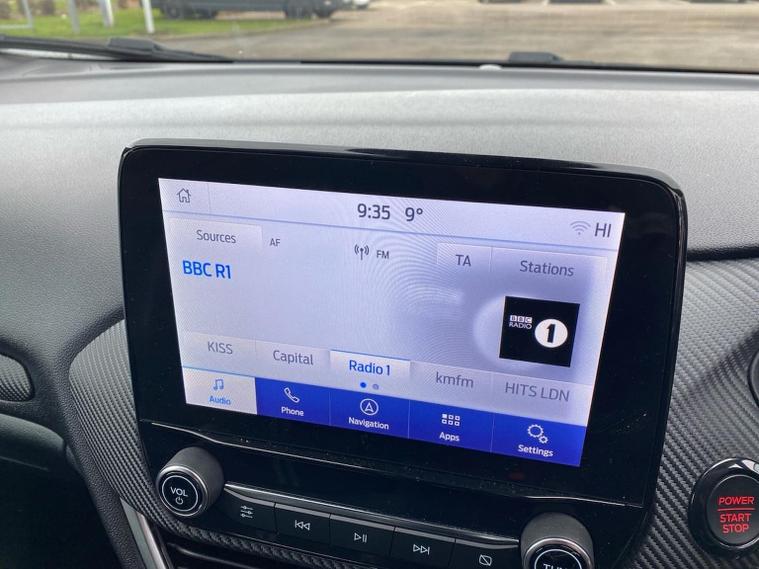 9:35 9°
HI
Sources AF FM TA Stations
BBC R1
BBC
RADIO 1
KISS Capital Radio 1 kmfm HITS LDN
Audio Phone Navigation Apps Settings
VOL
POWER
START
STOP